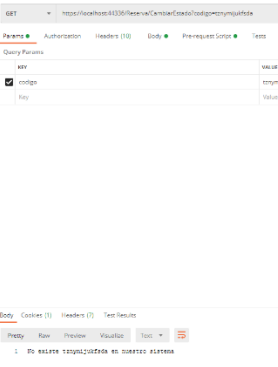 GET https://localhost:44336/Reserva/CambiarEstado?codigo=tznymijukfsda
Params Authorization Headers (10) Body Pre-request Script Tests
Query Params
KEY VALUE
codigo tznym
Key Value
Body Cookies (1) Headers (7) Test Results
Pretty Raw Preview Visualize Text
1 No existe tznymijukfsda en nuestro sistema